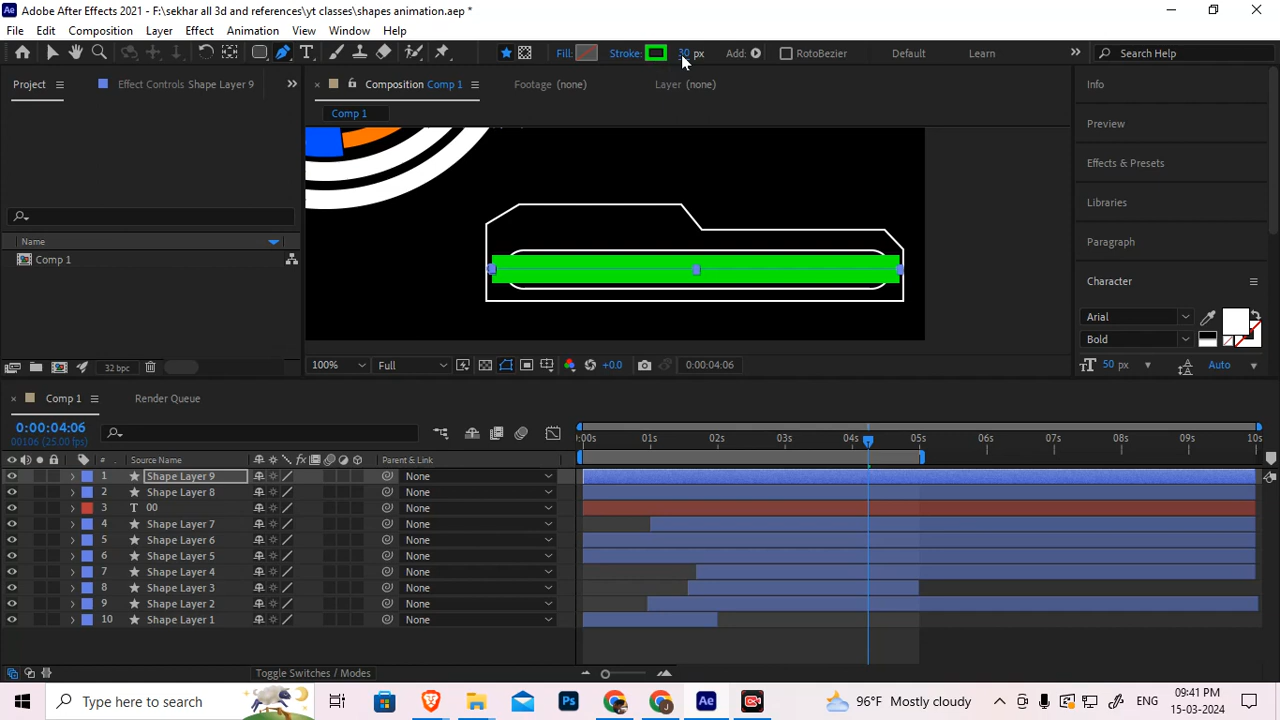 Adobe After Effects 2021 - F:\sekhar all 3d and references\yt classes\shapes animation.aep *
File Edit Composition Layer Effect Animation View Window Help
Fill: Stroke: 30 px Add: RotoBezier Default Learn Search Help
Project Effect Controls Shape Layer 9
Composition Comp 1 Footage (none) Layer (none)
Comp 1
Name
Comp 1
32 bpc
100% Full +0.0 0:00:04:06
Info
Preview
Effects & Presets
Libraries
Paragraph
Character
Arial
Bold
50 px Auto
Comp 1 Render Queue
0:00:04:06
00106 (25.00 fps)
:00s 01s 02s 03s 04s 05s 06s 07s 08s 09s 10s
# Source Name Parent & Link
1 Shape Layer 9 None
2 Shape Layer 8 None
3 T 00 None
4 Shape Layer 7 None
5 Shape Layer 6 None
6 Shape Layer 5 None
7 Shape Layer 4 None
8 Shape Layer 3 None
9 Shape Layer 2 None
10 Shape Layer 1 None
Toggle Switches / Modes
Type here to search
96°F Mostly cloudy ENG 09:41 PM
15-03-2024